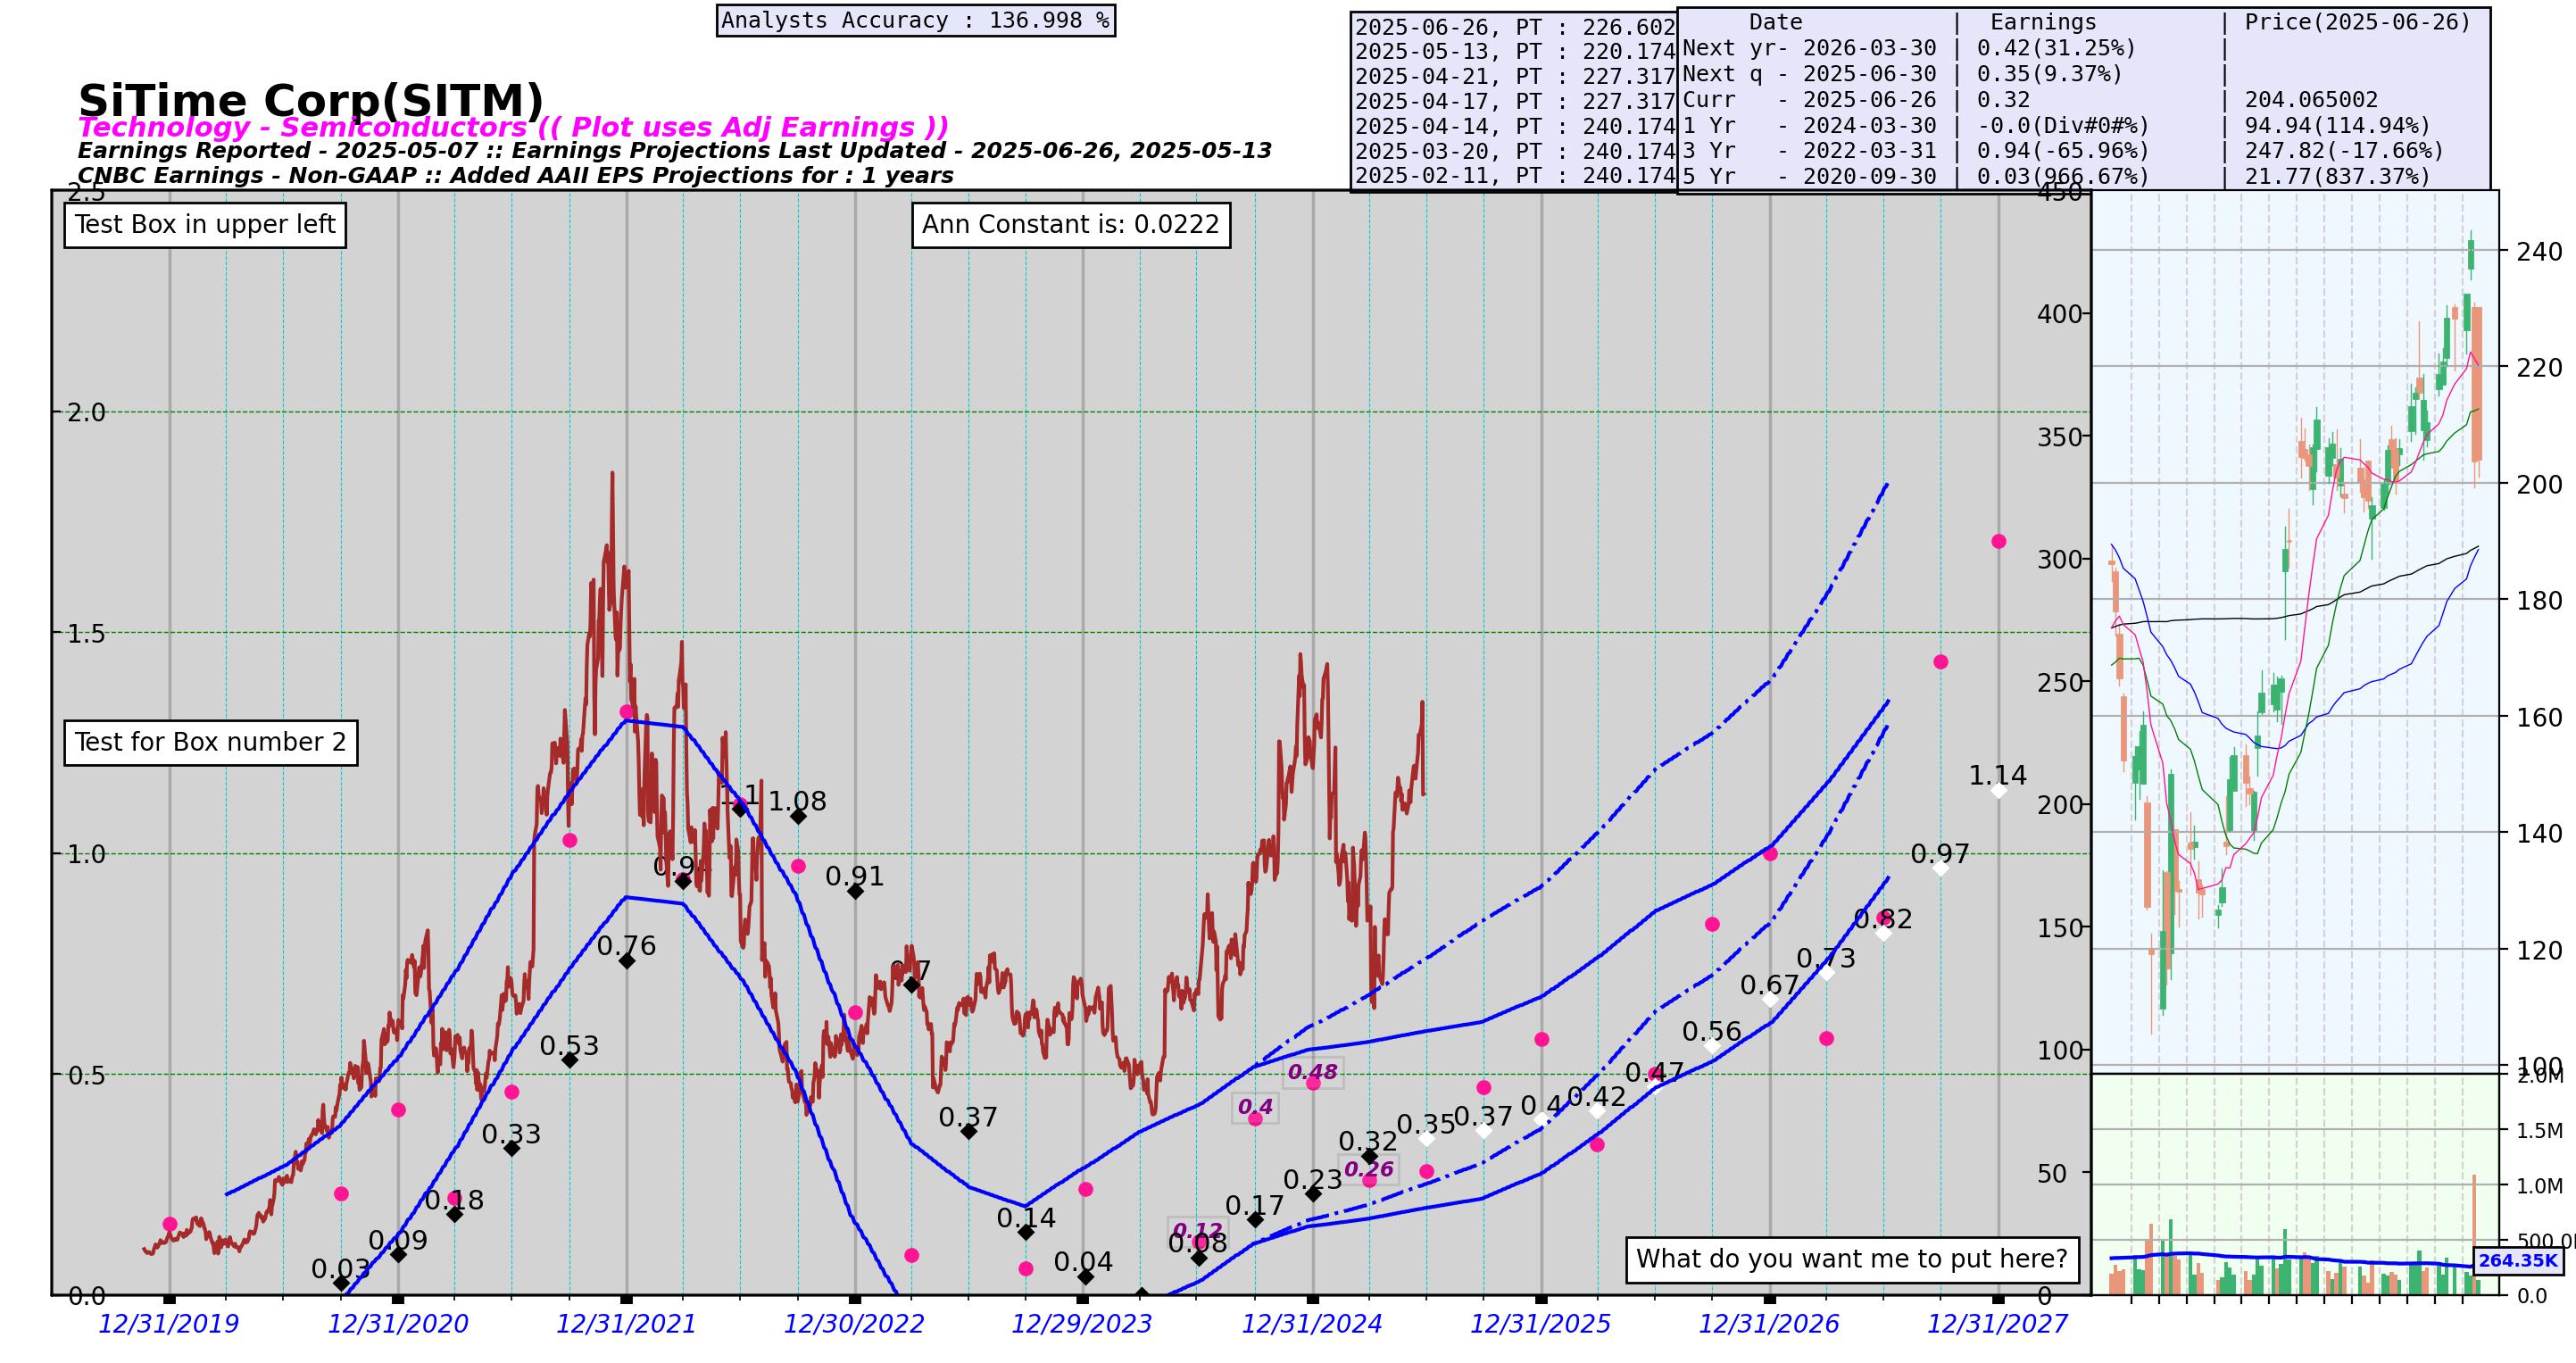 Analysts Accuracy : 136.998 %
2025-06-26, PT : 226.602
2025-05-13, PT : 220.174
2025-04-21, PT : 227.317
2025-04-17, PT : 227.317
2025-04-14, PT : 240.174
2025-03-20, PT : 240.174
2025-02-11, PT : 240.174
Date | Earnings | Price(2025-06-26)
Next yr- 2026-03-30 | 0.42(31.25%) |
Next q - 2025-06-30 | 0.35(9.37%) |
Curr - 2025-06-26 | 0.32 | 204.065002
1 Yr - 2024-03-30 | -0.0(Div#0#%) | 94.94(114.94%)
3 Yr - 2022-03-31 | 0.94(-65.96%) | 247.82(-17.66%)
5 Yr - 2020-09-30 | 0.03(966.67%) | 21.77(837.37%)
SiTime Corp(SITM)
Technology - Semiconductors (( Plot uses Adj Earnings ))
Earnings Reported - 2025-05-07 :: Earnings Projections Last Updated - 2025-06-26, 2025-05-13
CNBC Earnings - Non-GAAP :: Added AAII EPS Projections for : 1 years
Test Box in upper left
Ann Constant is: 0.0222
Test for Box number 2
What do you want me to put here?
2.5
2.0
1.5
1.0
0.5
0.0
0.03
0.09
0.18
0.33
0.53
0.76
0.94
1.1
1.08
0.91
0.7
0.37
0.14
0.04
0.08
0.12
0.17
0.4
0.23
0.48
0.32
0.26
0.35
0.37
0.4
0.42
0.47
0.56
0.67
0.73
0.82
0.97
1.14
450
400
350
300
250
200
150
100
50
0
240
220
200
180
160
140
120
100
2.0M
1.5M
1.0M
264.35K
0.0
12/31/2019
12/31/2020
12/31/2021
12/30/2022
12/29/2023
12/31/2024
12/31/2025
12/31/2026
12/31/2027